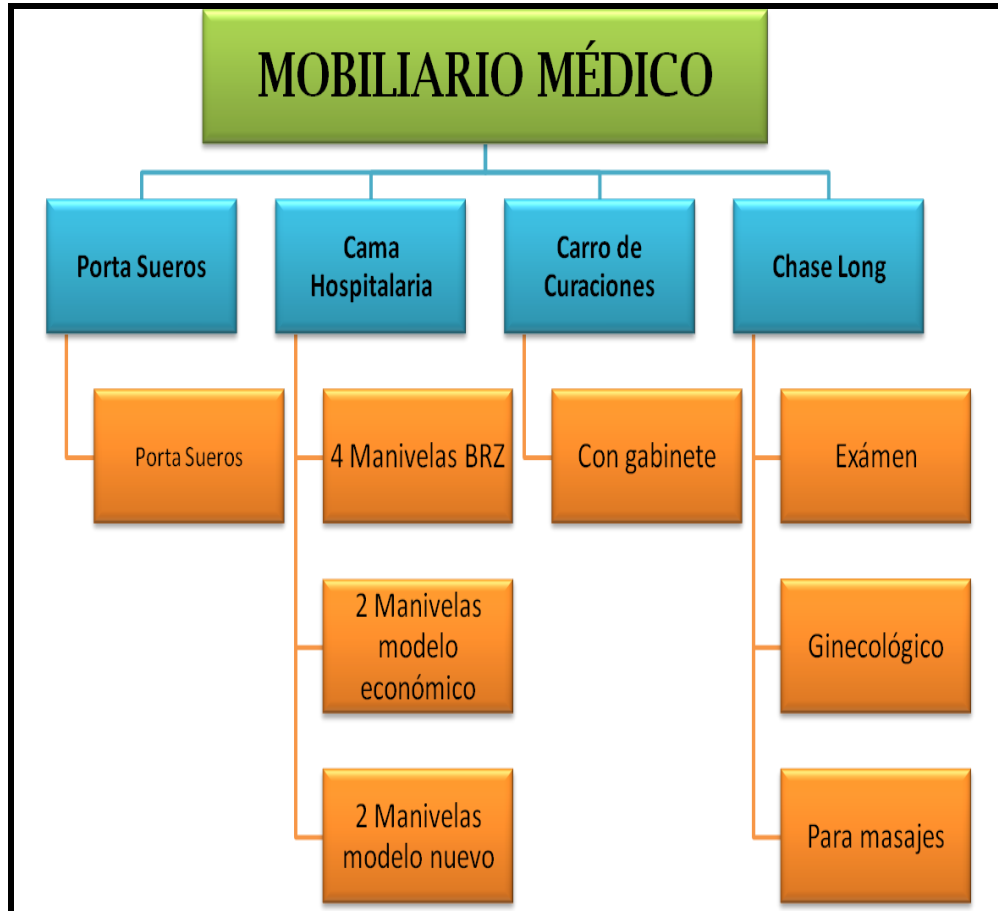 MOBILIARIO MÉDICO
Porta Sueros
Cama
Hospitalaria
Carro de
Curaciones
Chase Long
Porta Sueros
4 Manivelas BRZ
2 Manivelas
modelo
económico
2 Manivelas
modelo nuevo
Con gabinete
Exámen
Ginecológico
Para masajes